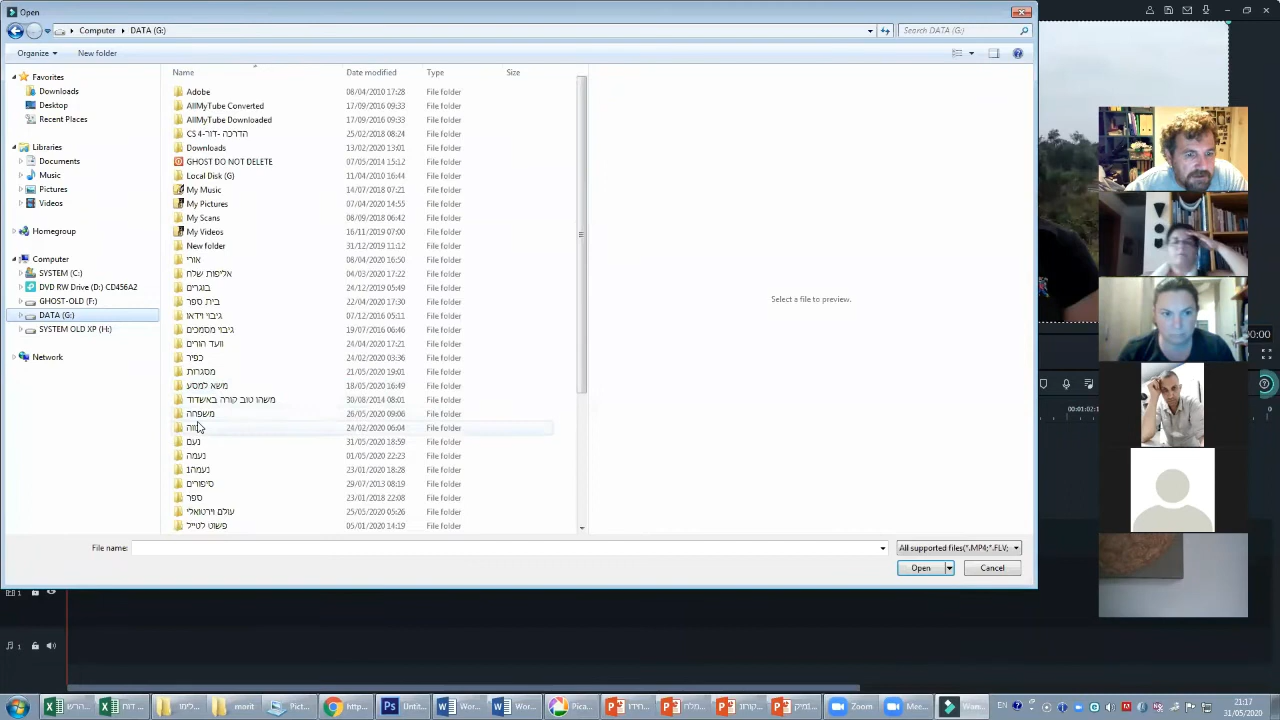 Open
Computer
DATA (G:)
Search DATA (G:)
Organize
New folder
Name
Date modified
Type
Size
Favorites
Downloads
Desktop
Recent Places
Libraries
Documents
Music
Pictures
Videos
Homegroup
Computer
SYSTEM (C:)
DVD RW Drive (D:) CD456A2
GHOST-OLD (F:)
DATA (G:)
SYSTEM OLD XP (H:)
Network
Adobe 08/04/2010 17:28 File folder
AllMyTube Converted 17/09/2016 09:33 File folder
AllMyTube Downloaded 17/09/2016 09:33 File folder
הדרכה -דור-CS 4 25/02/2018 08:24 File folder
Downloads 13/02/2020 13:01 File folder
GHOST DO NOT DELETE 07/05/2014 15:12 File folder
Local Disk (G) 11/04/2010 16:44 File folder
My Music 14/07/2018 07:21 File folder
My Pictures 07/04/2020 14:55 File folder
My Scans 08/09/2018 06:42 File folder
My Videos 16/11/2019 07:00 File folder
New folder 31/12/2019 11:12 File folder
אורי 08/04/2020 16:50 File folder
אליפות שלח 04/03/2020 17:22 File folder
בוגרים 24/12/2019 05:49 File folder
בית ספר 22/04/2020 17:30 File folder
גיבוי וידאו 07/12/2016 05:11 File folder
גיבוי מסמכים 19/07/2016 06:46 File folder
וועד הורים 24/04/2020 17:21 File folder
כפיר 24/02/2020 03:36 File folder
מסגרות 21/05/2020 19:01 File folder
משא למסע 18/05/2020 16:49 File folder
משהו טוב קורה באשדוד 30/08/2014 08:01 File folder
משפחה 26/05/2020 09:06 File folder
24/02/2020 06:04 File folder
נעם 31/05/2020 18:59 File folder
נעמה 01/05/2020 22:23 File folder
נעמה1 23/01/2020 18:28 File folder
סיפורים 29/07/2013 08:19 File folder
ספר 23/01/2018 22:08 File folder
עולם וירטואלי 25/05/2020 05:26 File folder
פשוט לטייל 05/01/2020 14:19 File folder
Select a file to preview.
File name:
All supported files(*.MP4;*.FLV;
Open
Cancel
1
1
Untit...
Wor...
Wor...
Pict...
marit
http...
Pica...
Zoom
Mee...
EN
21:17
31/05/2020